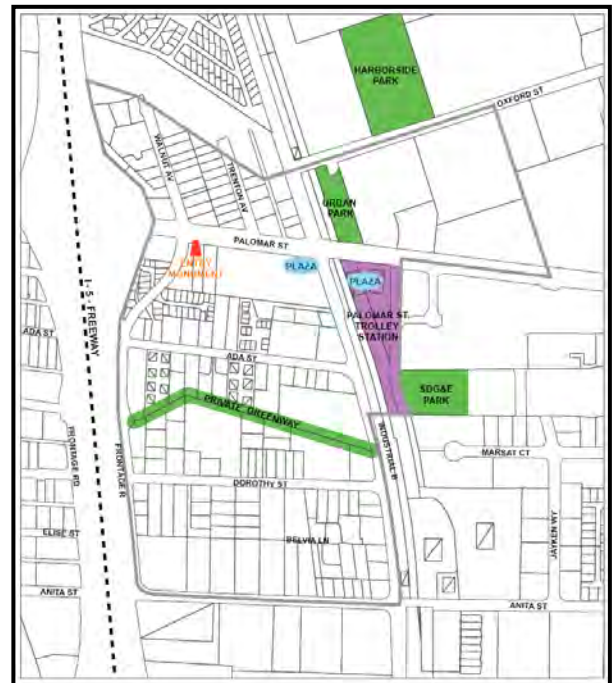 HARBORSIDE
PARK
OXFORD ST
WALNUT AV
TRENTON AV
URBAN
PARK
PALOMAR ST
ENTRY
MONUMENT
PLAZA
PLAZA
PALOMAR ST.
TROLLEY
STATION
I - 5 - FREEWAY
ADA ST
ADA ST
SDG&E
PARK
PRIVATE GREENWAY
FRONTAGE RD
FRONTAGE R
INDUSTRIAL B
MARSAT CT
DOROTHY ST
JAYKEN WY
ELISE ST
BELVIA LN
ANITA ST
ANITA ST